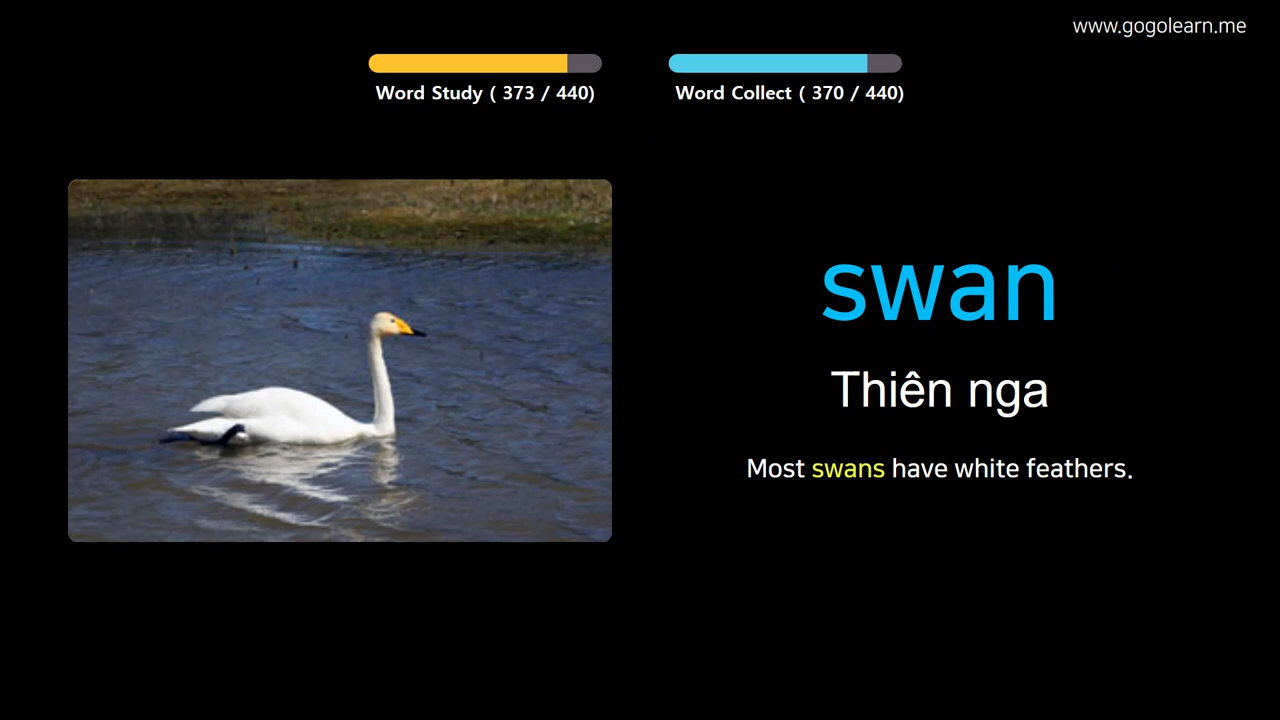 www.gogolearn.me
Word Study ( 373 / 440)
Word Collect ( 370 / 440)
swan
Thiên nga
Most swans have white feathers.